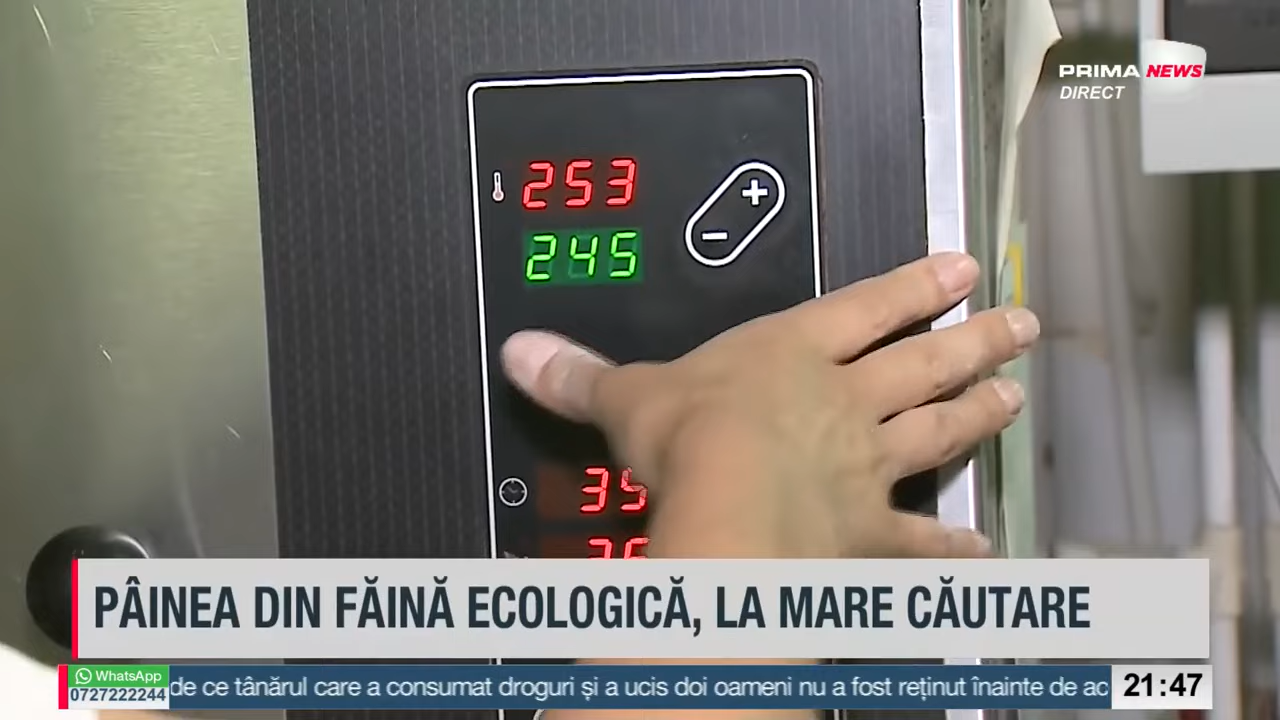 PRIMA NEWS
DIRECT
253
245
35
PÂINEA DIN FĂINĂ ECOLOGICĂ, LA MARE CĂUTARE
WhatsApp
0727222244
de ce tânărul care a consumat droguri și a ucis doi oameni nu a fost reținut înainte de ac
21:47